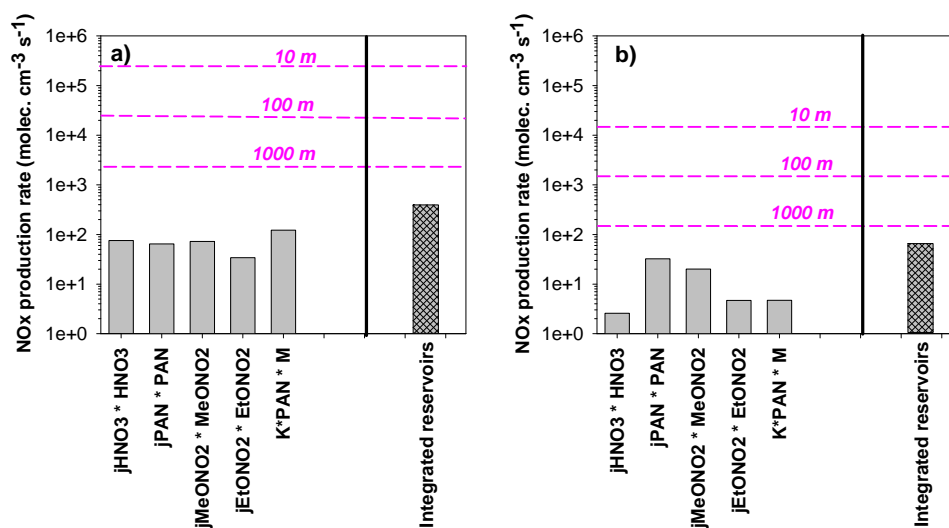 NOx production rate (molec. cm-3 s-1)
1e+6
1e+5
1e+4
1e+3
1e+2
1e+1
1e+0
a)
10 m
100 m
1000 m
jHNO3 * HNO3
jPAN * PAN
jMeONO2 * MeONO2
jEtONO2 * EtONO2
K*PAN * M
Integrated reservoirs
NOx production rate (molec. cm-3 s-1)
1e+6
1e+5
1e+4
1e+3
1e+2
1e+1
1e+0
b)
10 m
100 m
1000 m
jHNO3 * HNO3
jPAN * PAN
jMeONO2 * MeONO2
jEtONO2 * EtONO2
K*PAN * M
Integrated reservoirs